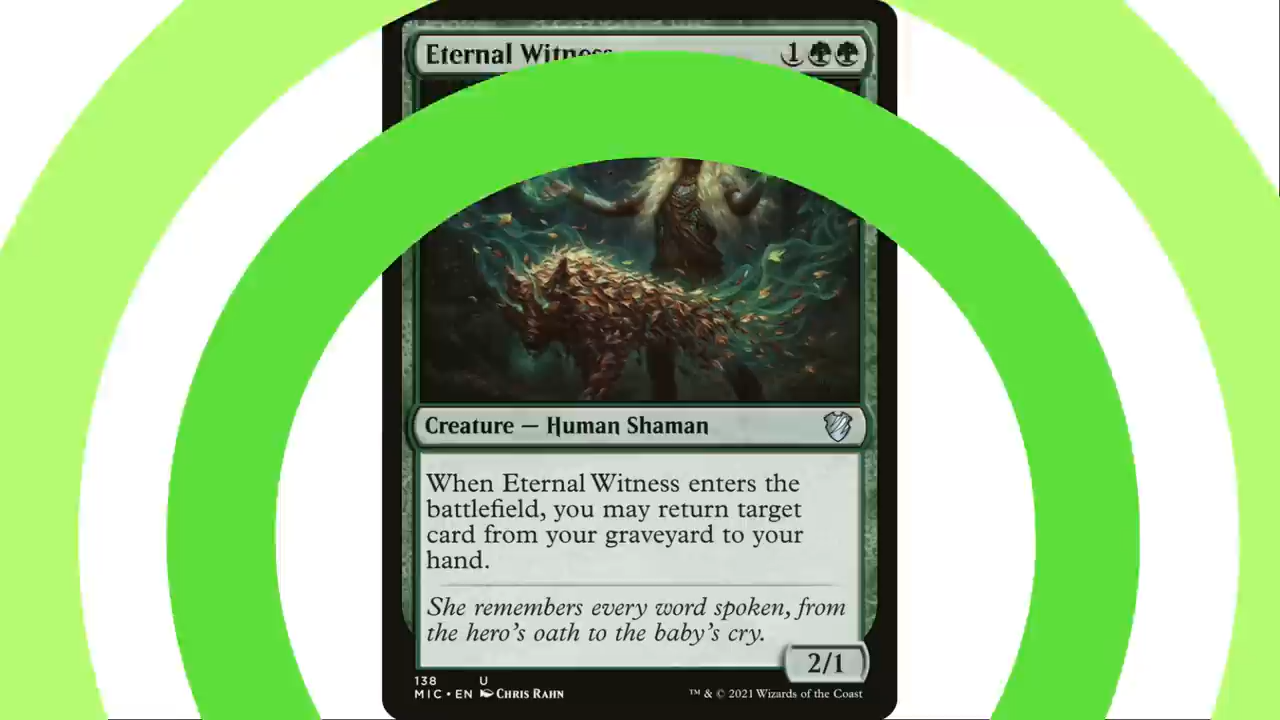 Eternal Witness 1
Creature — Human Shaman
When Eternal Witness enters the
battlefield, you may return target
card from your graveyard to your
hand.
She remembers every word spoken, from
the hero's oath to the baby's cry.
2/1
138 U
MIC • EN Chris Rahn ™ & © 2021 Wizards of the Coast